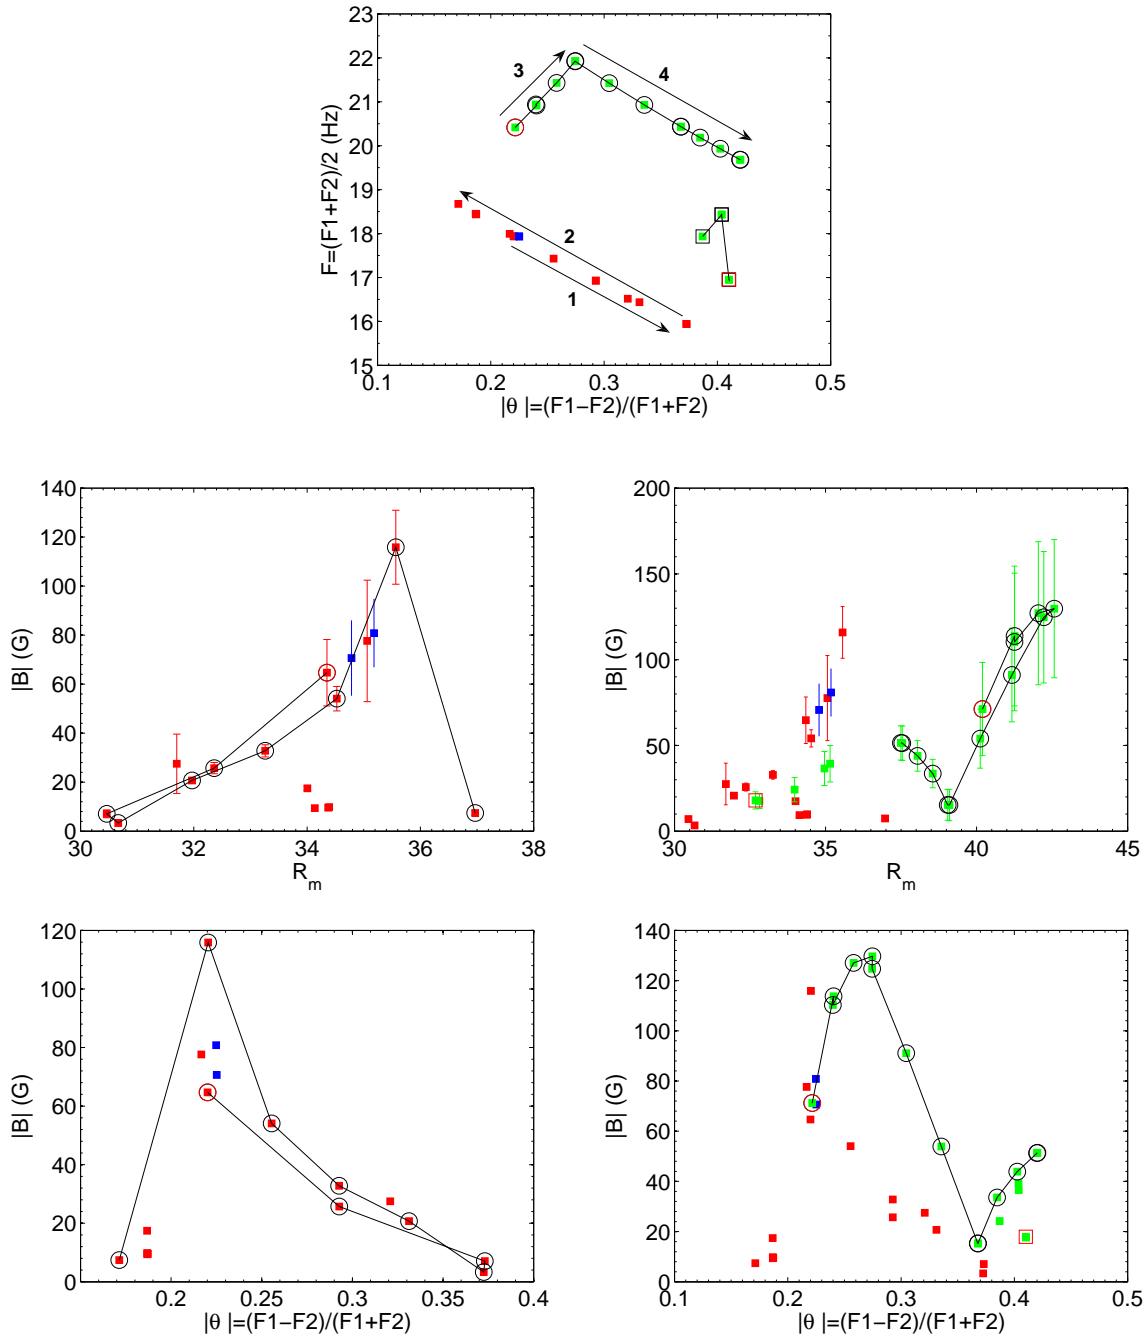 23
22
21
20
19
18
17
16
15
F=(F1+F2)/2 (Hz)
3
4
2
1
0.1 0.2 0.3 0.4 0.5
|θ |=(F1−F2)/(F1+F2)
140
120
100
80
60
40
20
0
|B| (G)
30 32 34 36 38
R_m
200
150
100
50
0
|B| (G)
30 35 40 45
R_m
120
100
80
60
40
20
0
|B| (G)
0.2 0.25 0.3 0.35 0.4
|θ |=(F1−F2)/(F1+F2)
140
120
100
80
60
40
20
0
|B| (G)
0.1 0.2 0.3 0.4 0.5
|θ |=(F1−F2)/(F1+F2)